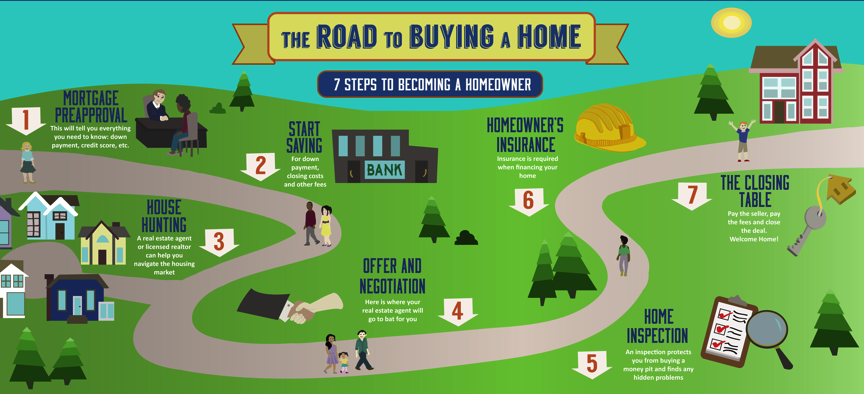 THE ROAD TO BUYING A HOME
7 STEPS TO BECOMING A HOMEOWNER
1
MORTGAGE
PREAPPROVAL
This will tell you everything
you need to know: down
payment, credit score, etc.
2
START
SAVING
For down
payment,
closing costs
and other fees
BANK
3
HOUSE
HUNTING
A real estate agent
or licensed realtor
can help you
navigate the housing
market
4
OFFER AND
NEGOTIATION
Here is where your
real estate agent will
go to bat for you
5
HOME
INSPECTION
An inspection protects
you from buying a
money pit and finds any
hidden problems
6
HOMEOWNER'S
INSURANCE
Insurance is required
when financing your
home
7
THE CLOSING
TABLE
Pay the seller, pay
the fees and close
the deal.
Welcome Home!